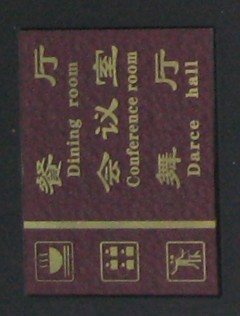 餐厅
Dining room
会议室
Conference room
舞厅
Darce hall